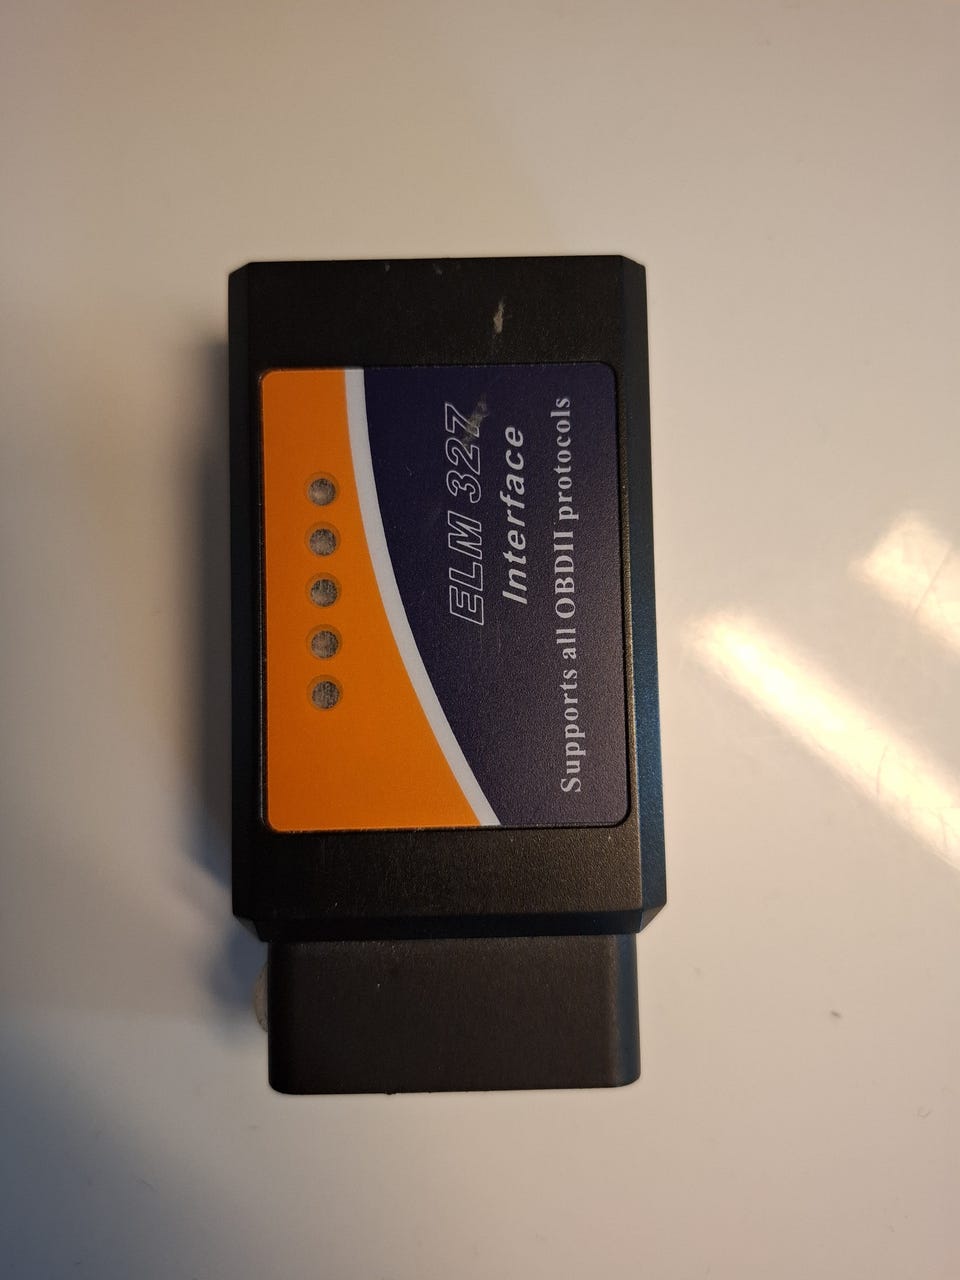 ELM 327
Interface
Supports all OBDII protocols